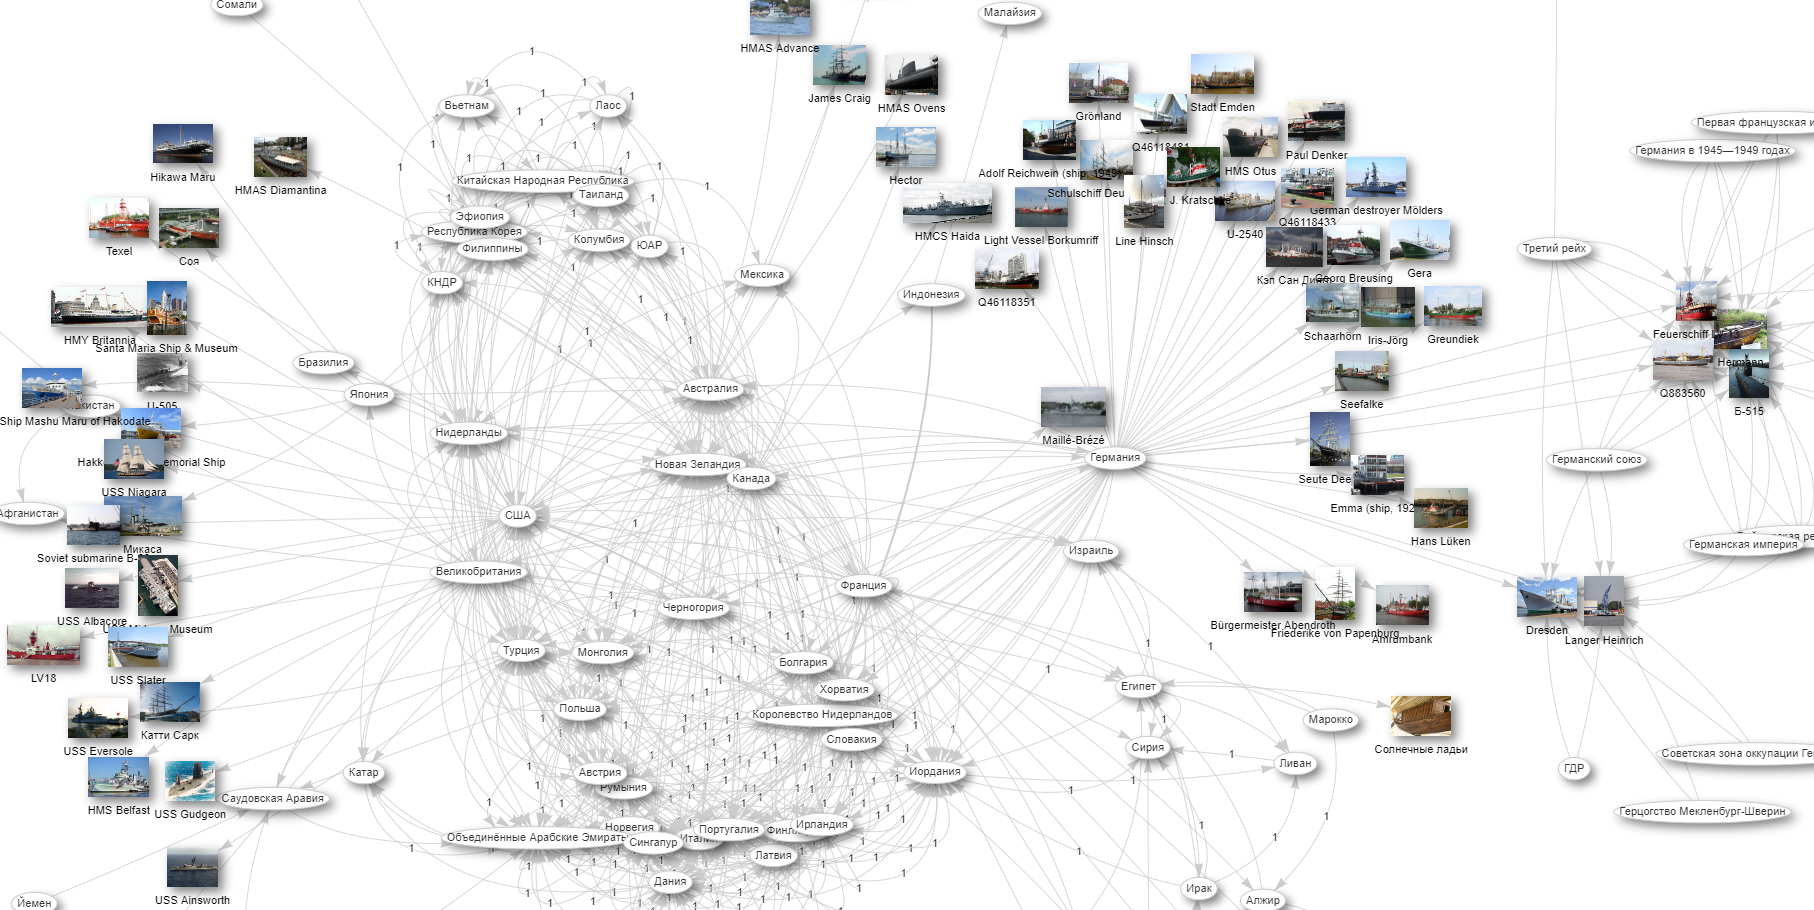 Сомали
Малайзия
HMAS Advance
James Craig
HMAS Ovens
Вьетнам
Лаос
Grönland
Stadt Emden
Q46118481
Paul Denker
Hikawa Maru
HMAS Diamantina
Hector
Adolf Reichwein (ship, 1949)
HMS Otus
Schulschiff Deu
J. Kratsch
German destroyer Mölders
Первая французская и
Германия в 1945—1949 годах
Китайская Народная Республика
Таиланд
Эфиопия
Республика Корея
Филиппины
Колумбия
ЮАР
КНДР
Мексика
Индонезия
HMCS Haida
Light Vessel Borkumriff
Line Hinsch
U-2540
Q46118433
Texel
Соя
Q46118351
Кэп Сан Диего
Georg Breusing
Gera
Третий рейх
HMY Britannia
Santa Maria Ship & Museum
Schaarhörn
Iris-Jörg
Greundiek
Feuerschiff
Hermann
Q883560
Б-515
Бразилия
Япония
Австралия
U-505
Ship Mashu Maru of Hakodate
Seefalke
Нидерланды
Maillé-Brézé
Новая Зеландия
Канада
Германия
Германский союз
Hakk
emorial Ship
USS Niagara
Seute Dee
Emma (ship, 192
Hans Lüken
Афганистан
США
Микаса
Soviet submarine B-
Израиль
Германская империя
Великобритания
Франция
USS Albacore
Museum
Черногория
Bürgermeister Abendroth
Friederike von Papenburg
Amrumbank
Dresden
Langer Heinrich
LV18
USS Slater
Турция
Монголия
Болгария
Хорватия
Египет
Польша
Королевство Нидерландов
Словакия
Марокко
USS Eversole
Катти Сарк
Сирия
Ливан
Солнечные ладьи
Советская зона оккупации Ге
ГДР
Катар
Австрия
Румыния
Иордания
HMS Belfast
USS Gudgeon
Саудовская Аравия
Герцогство Мекленбург-Шверин
Объединённые Арабские Эмираты
Норвегия
Сингапур
Португалия
Ирландия
Латвия
Дания
Ирак
Алжир
USS Ainsworth
Йемен